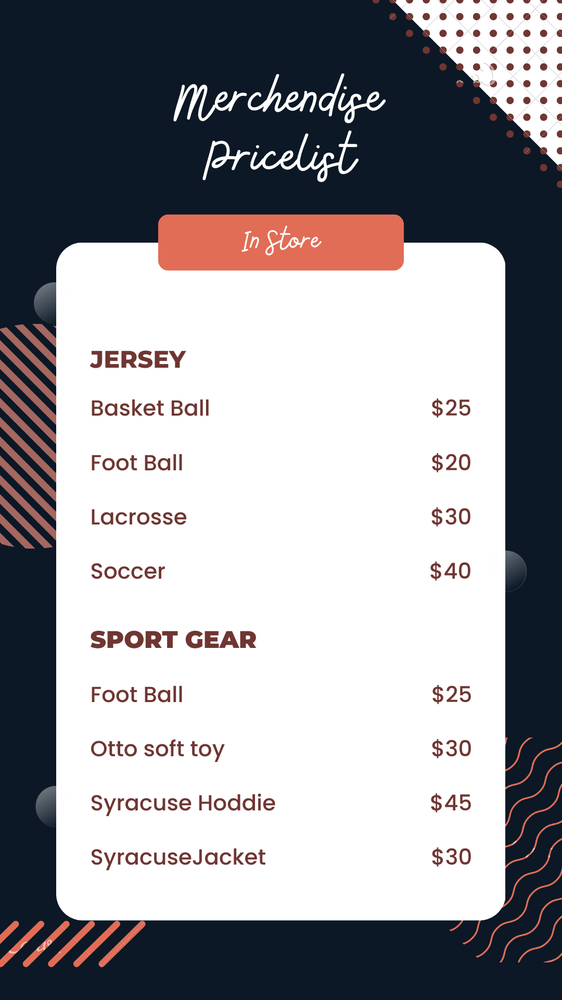 Merchendise
Pricelist
In Store
JERSEY
Basket Ball $25
Foot Ball $20
Lacrosse $30
Soccer $40
SPORT GEAR
Foot Ball $25
Otto soft toy $30
Syracuse Hoddie $45
SyracuseJacket $30